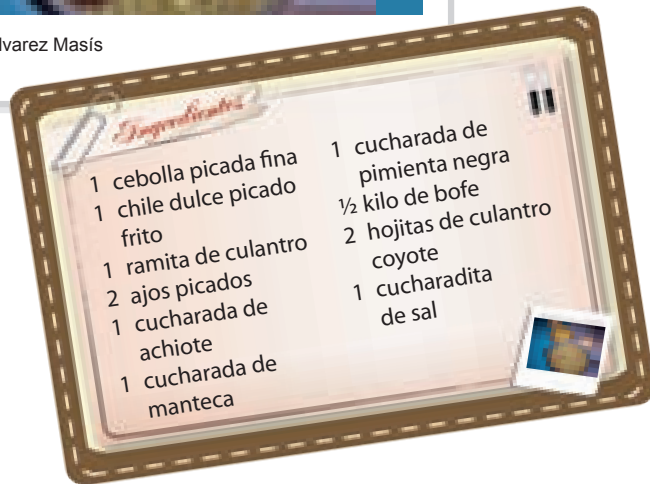 lvarez Masís
Ingredientes
1 cebolla picada fina
1 chile dulce picado
frito
1 ramita de culantro
2 ajos picados
1 cucharada de
achiote
1 cucharada de
manteca
1 cucharada de
pimienta negra
½ kilo de bofe
2 hojitas de culantro
coyote
1 cucharadita
de sal